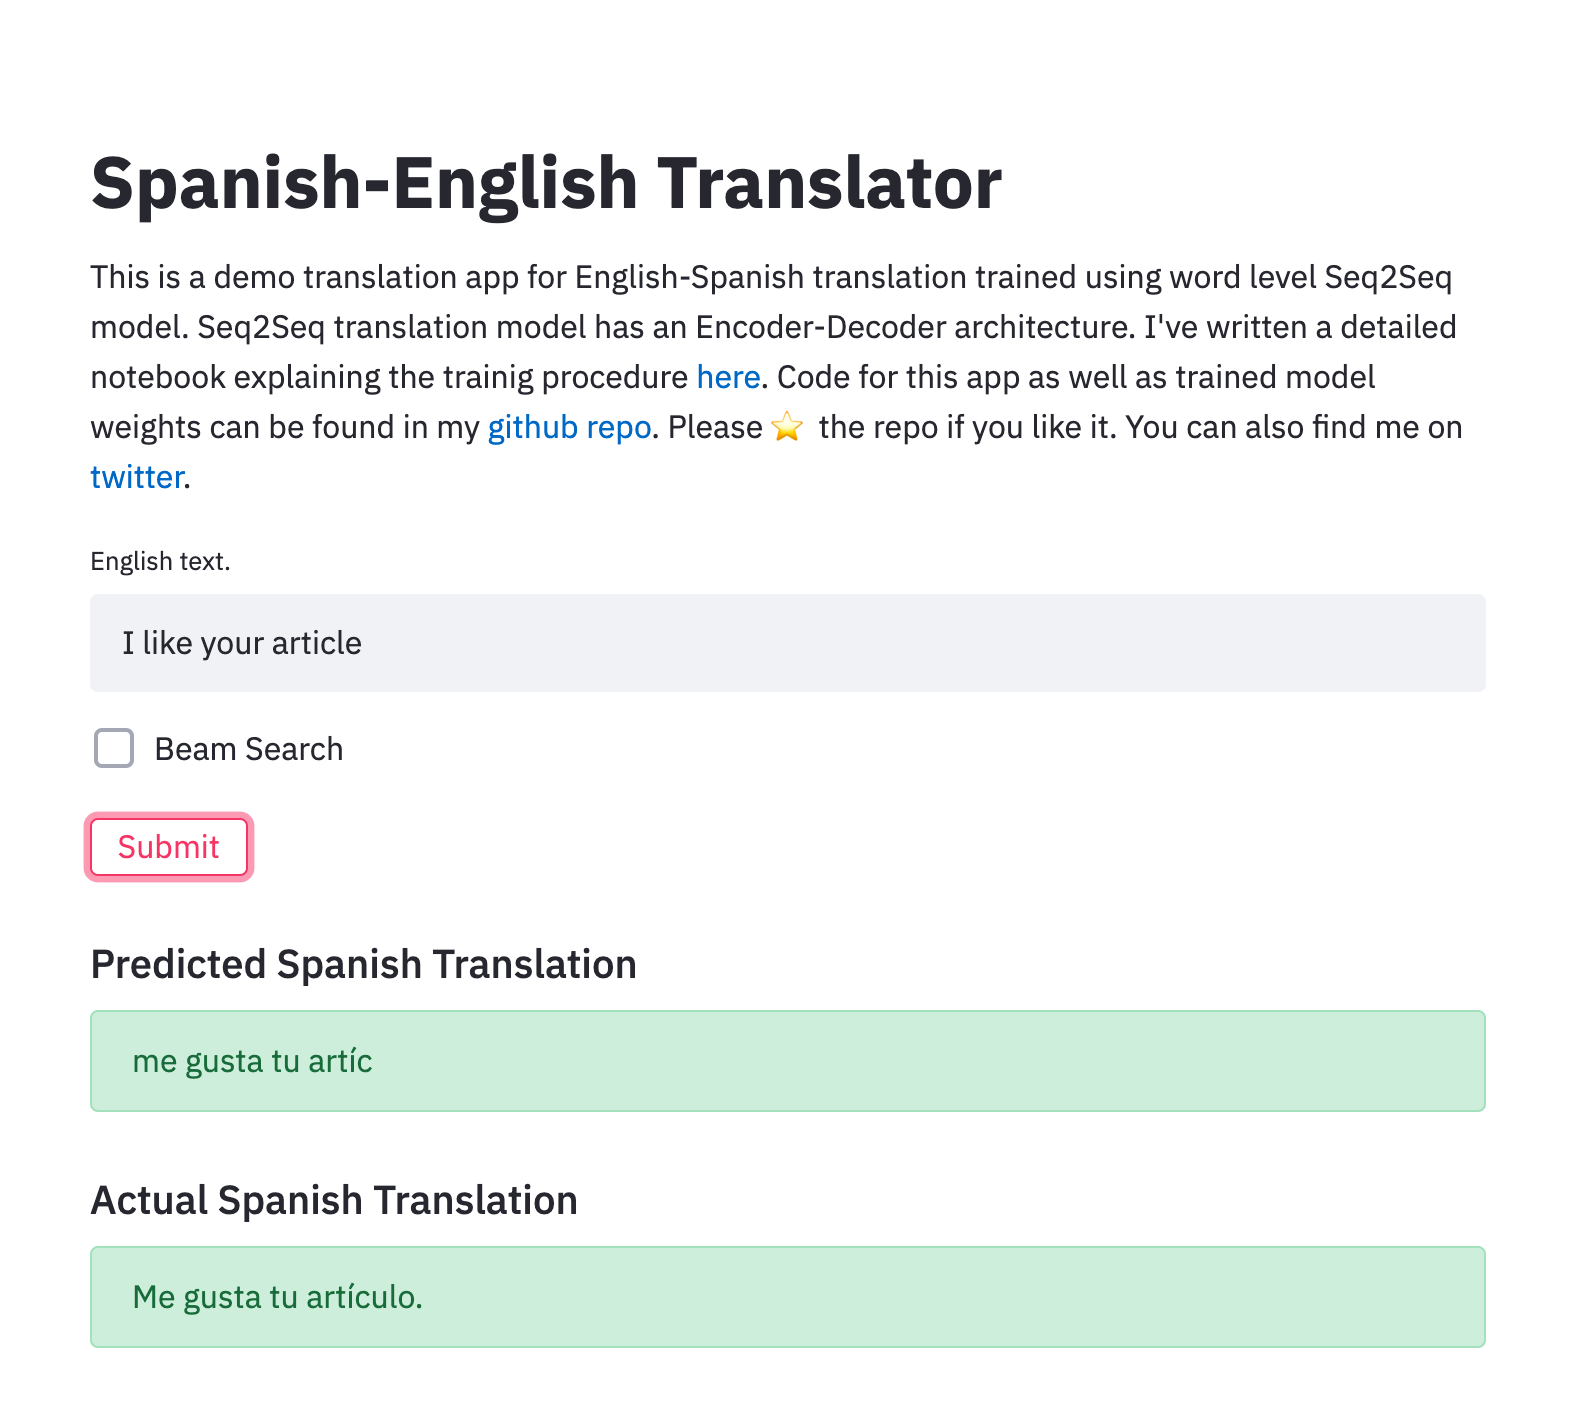 Spanish-English Translator
This is a demo translation app for English-Spanish translation trained using word level Seq2Seq
model. Seq2Seq translation model has an Encoder-Decoder architecture. I've written a detailed
notebook explaining the trainig procedure here. Code for this app as well as trained model
weights can be found in my github repo. Please ⭐ the repo if you like it. You can also find me on
twitter.
English text.
I like your article
Beam Search
Submit
Predicted Spanish Translation
me gusta tu artíc
Actual Spanish Translation
Me gusta tu artículo.